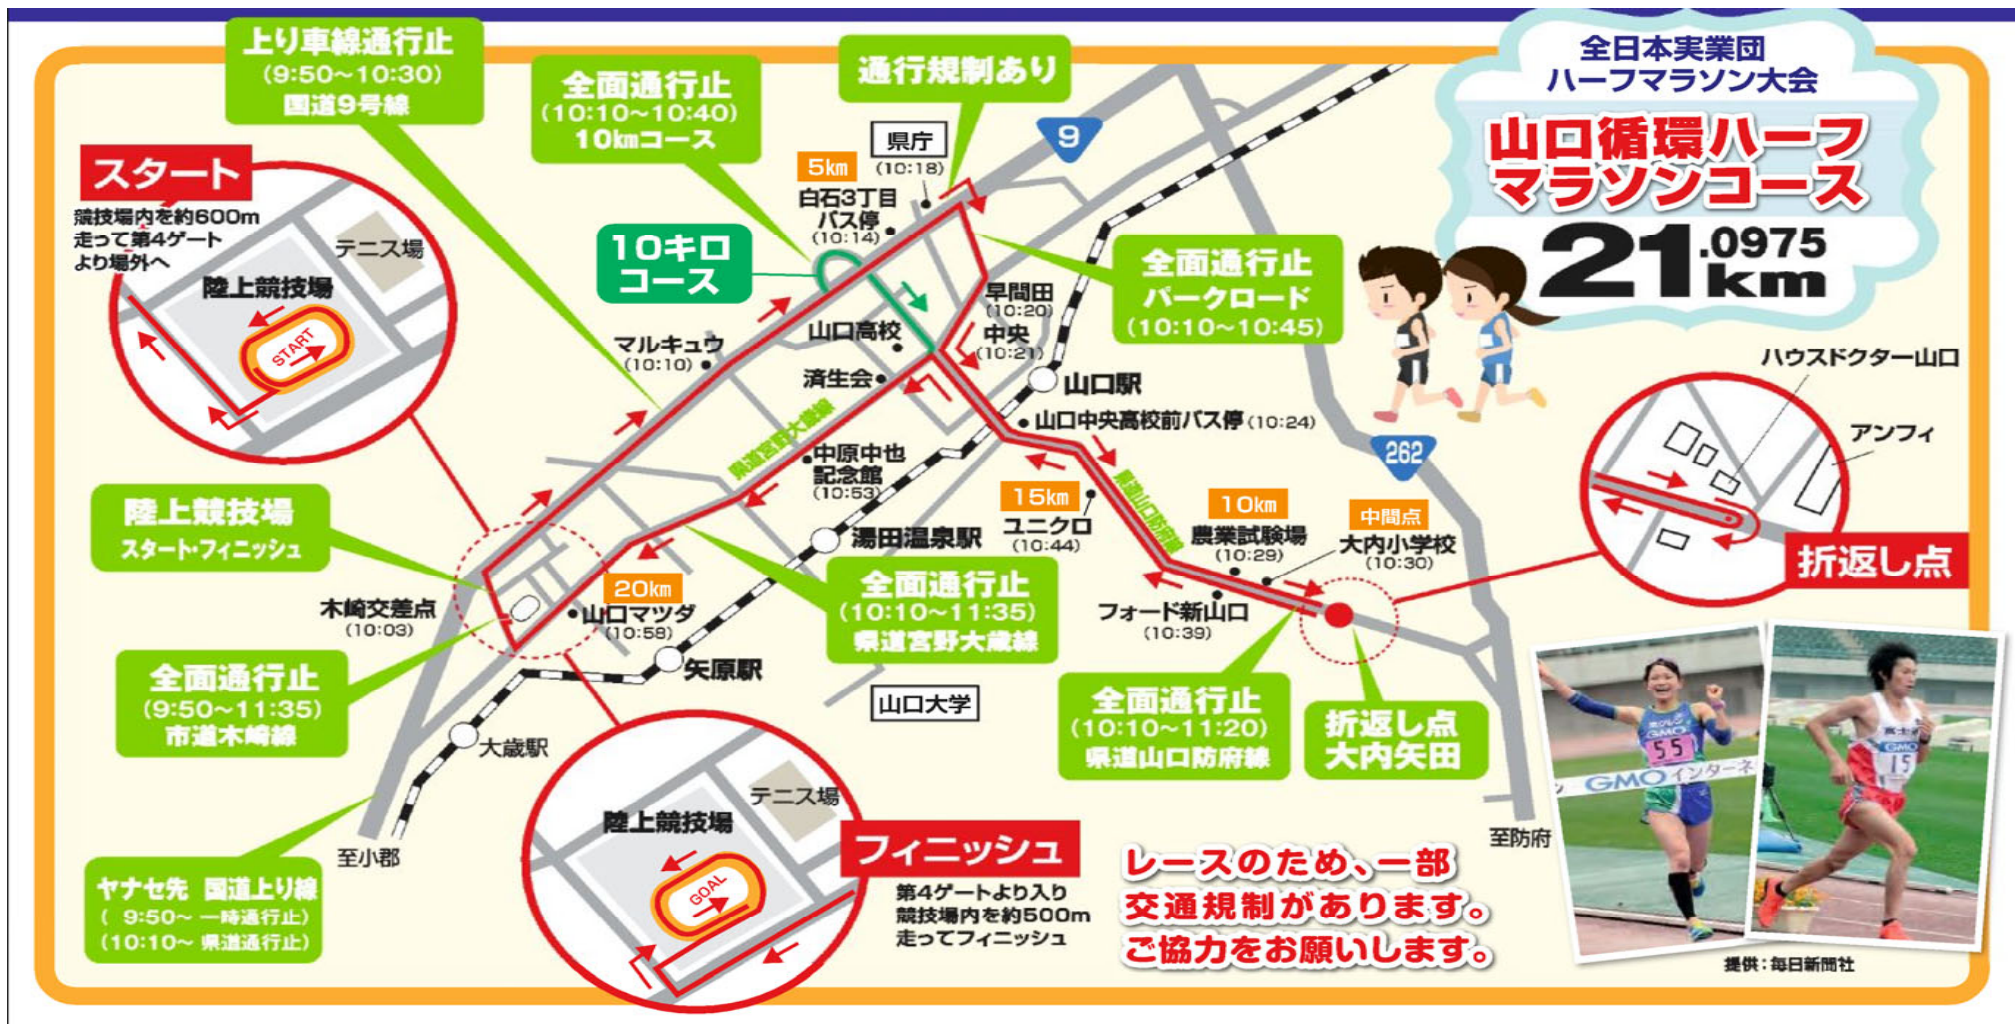 上り車線通行止
(9:50～10:30)
国道9号線
全面通行止
(10:10～10:40)
10kmコース
通行規制あり
全日本実業団
ハーフマラソン大会
山口循環ハーフ
マラソンコース
21.0975
km
スタート
競技場内を約600m
走って第4ゲート
より場外へ
テニス場
陸上競技場
START
県庁
(10:18)
9
5km
白石3丁目
バス停
(10:14)
10キロ
コース
全面通行止
パークロード
(10:10～10:45)
早間田
(10:20)
中央
(10:21)
山口高校
マルキュウ
(10:10)
済生会
山口駅
山口中央高校前バス停(10:24)
県道宮野大歳線
中原中也
記念館
(10:53)
262
ハウスドクター山口
アンフィ
折返し点
陸上競技場
スタート・フィニッシュ
湯田温泉駅
15km
ユニクロ
(10:44)
県道山口防府線
10km
農業試験場
(10:29)
中間点
大内小学校
(10:30)
木崎交差点
(10:03)
20km
山口マツダ
(10:58)
全面通行止
(10:10～11:35)
県道宮野大歳線
フォード新山口
(10:39)
全面通行止
(9:50～11:35)
市道木崎線
矢原駅
山口大学
全面通行止
(10:10～11:20)
県道山口防府線
折返し点
大内矢田
大歳駅
至小郡
至防府
ヤナセ先 国道上り線
( 9:50～ 一時通行止)
(10:10～ 県道通行止)
テニス場
陸上競技場
GOAL
フィニッシュ
第4ゲートより入り
競技場内を約500m
走ってフィニッシュ
レースのため、一部
交通規制があります。
ご協力をお願いします。
GMO
55
GMOインターネ
富士通
GMO
15
提供：毎日新聞社